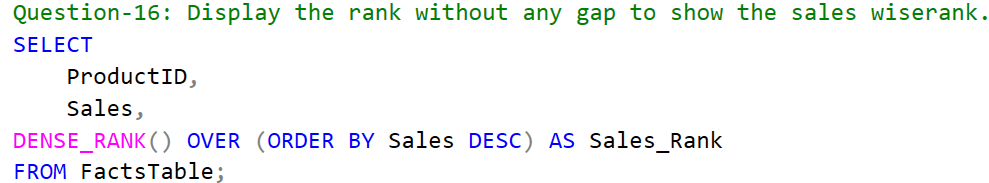 Question-16: Display the rank without any gap to show the sales wiserank.
SELECT
    ProductID,
    Sales,
DENSE_RANK() OVER (ORDER BY Sales DESC) AS Sales_Rank
FROM FactsTable;